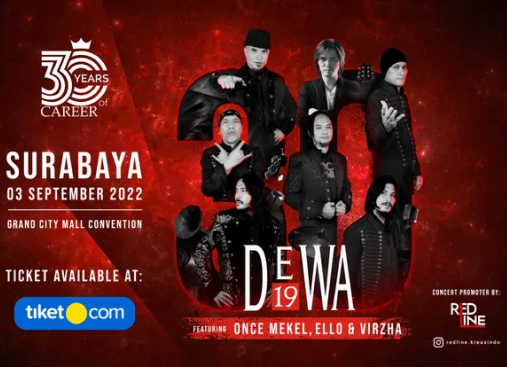 30 YEARS
of
CAREER
SURABAYA
03 SEPTEMBER 2022
GRAND CITY MALL CONVENTION
TICKET AVAILABLE AT:
tiket.com
30
DEWA
19
FEATURING ONCE MEKEL, ELLO & VIRZHA
CONCERT PROMOTER BY:
RED
LINE
redline.kreasindo